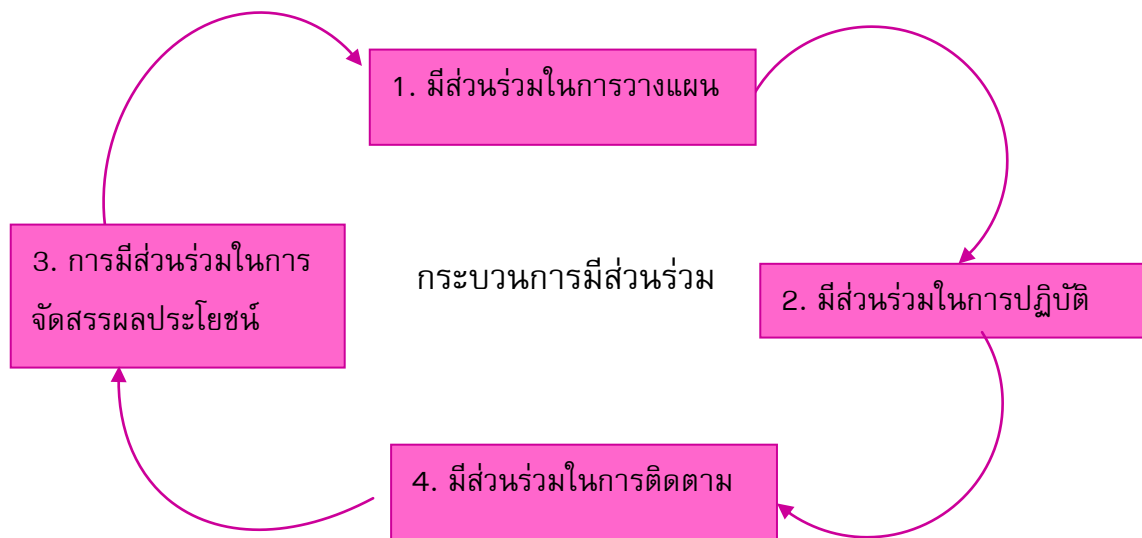 1. มีส่วนร่วมในการวางแผน
3. การมีส่วนร่วมในการ
จัดสรรผลประโยชน์
กระบวนการมีส่วนร่วม
2. มีส่วนร่วมในการปฏิบัติ
4. มีส่วนร่วมในการติดตาม